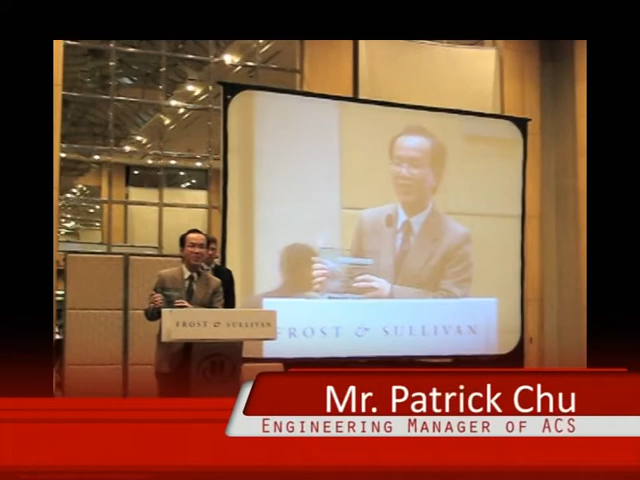 FROST & SULLIVAN
FROST & SULLIVAN
Mr. Patrick Chu
ENGINEERING MANAGER OF ACS